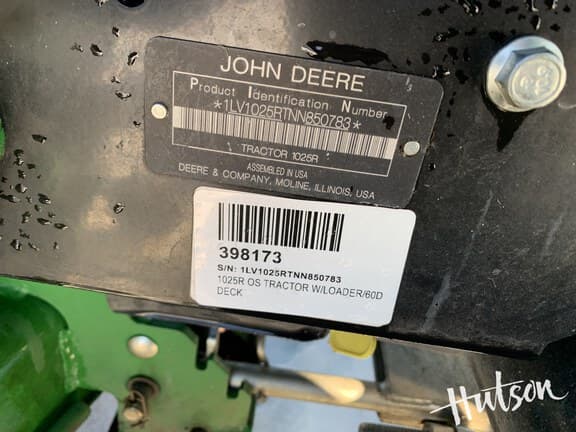 JOHN DEERE
Product Identification Number
*1LV1025RTNN850783*
TRACTOR 1025R
ASSEMBLED IN USA
DEERE & COMPANY, MOLINE, ILLINOIS, USA
398173
S/N: 1LV1025RTNN850783
1025R OS TRACTOR W/LOADER/60D
DECK
Hutson